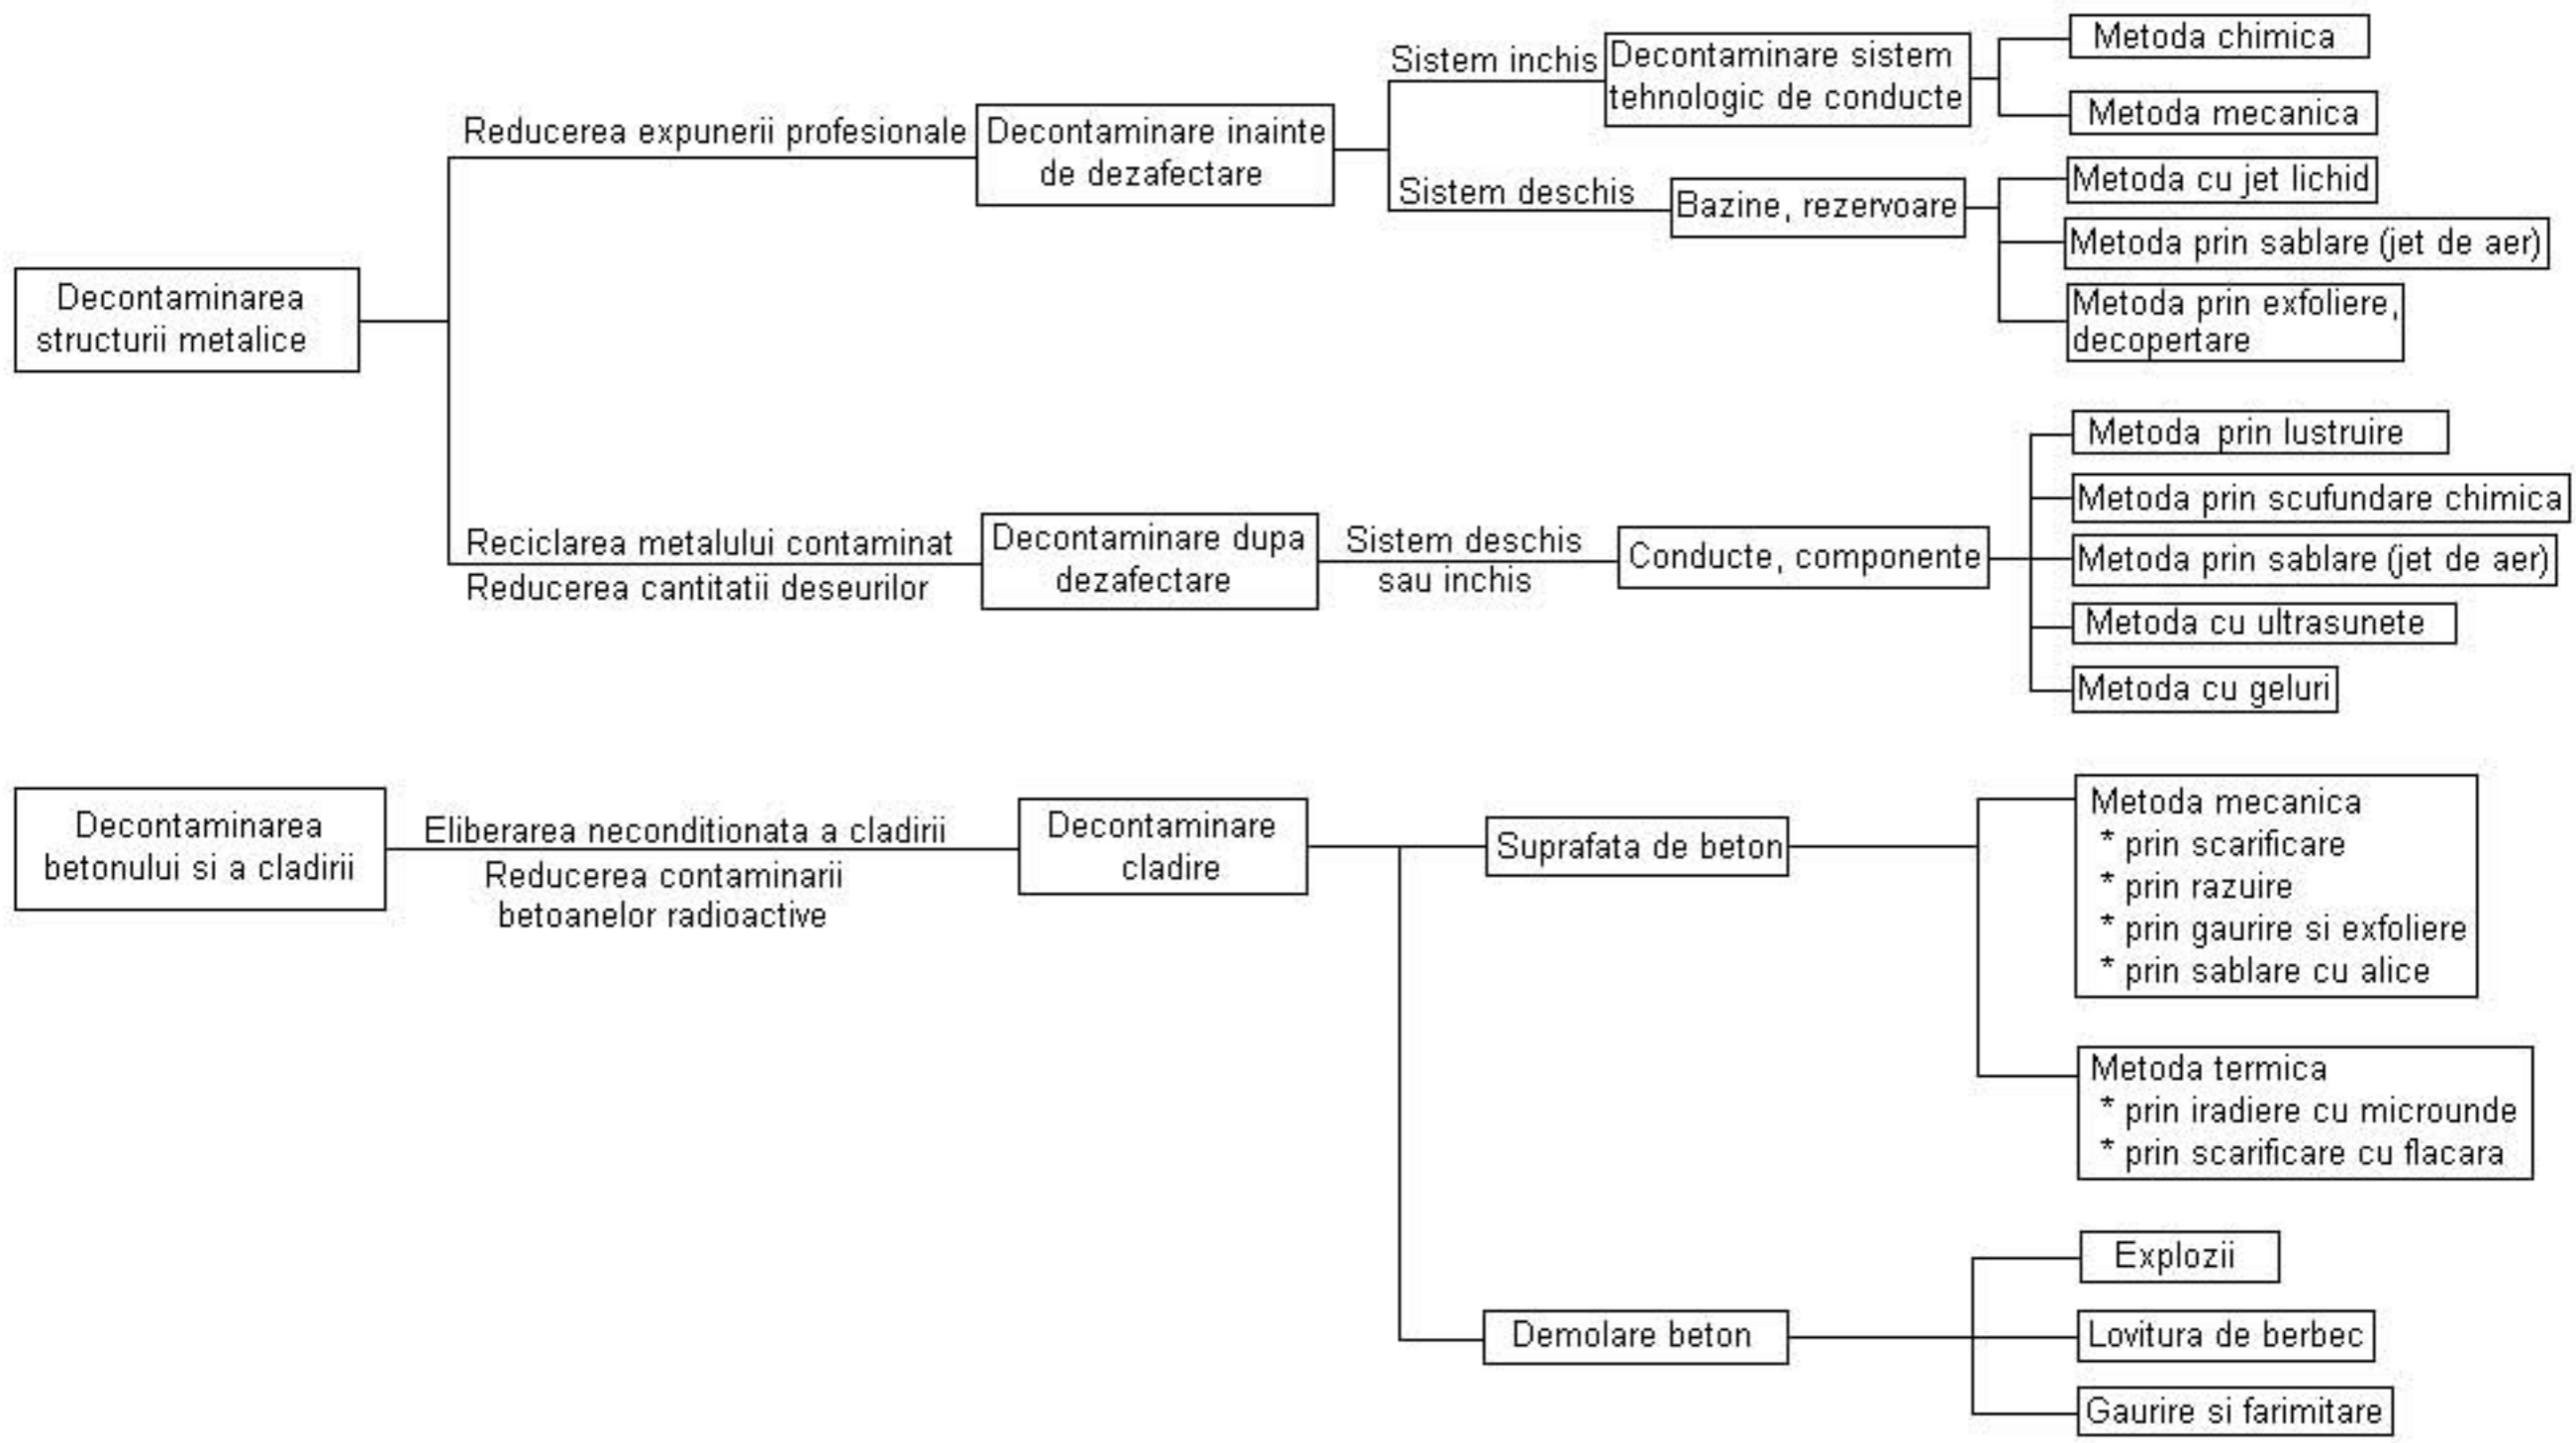 Decontaminarea
structurii metalice
Reducerea expunerii profesionale
Decontaminare inainte
de dezafectare
Sistem inchis
Decontaminare sistem
tehnologic de conducte
Metoda chimica
Metoda mecanica
Sistem deschis
Bazine, rezervoare
Metoda cu jet lichid
Metoda prin sablare (jet de aer)
Metoda prin exfoliere,
decopertare
Reciclarea metalului contaminat
Reducerea cantitatii deseurilor
Decontaminare dupa
dezafectare
Sistem deschis
sau inchis
Conducte, componente
Metoda prin lustruire
Metoda prin scufundare chimica
Metoda prin sablare (jet de aer)
Metoda cu ultrasunete
Metoda cu geluri
Decontaminarea
betonului si a cladirii
Eliberarea neconditionata a cladirii
Reducerea contaminarii
betoanelor radioactive
Decontaminare
cladire
Suprafata de beton
Metoda mecanica
* prin scarificare
* prin razuire
* prin gaurire si exfoliere
* prin sablare cu alice
Metoda termica
* prin iradiere cu microunde
* prin scarificare cu flacara
Demolare beton
Explozii
Lovitura de berbec
Gaurire si farimitare